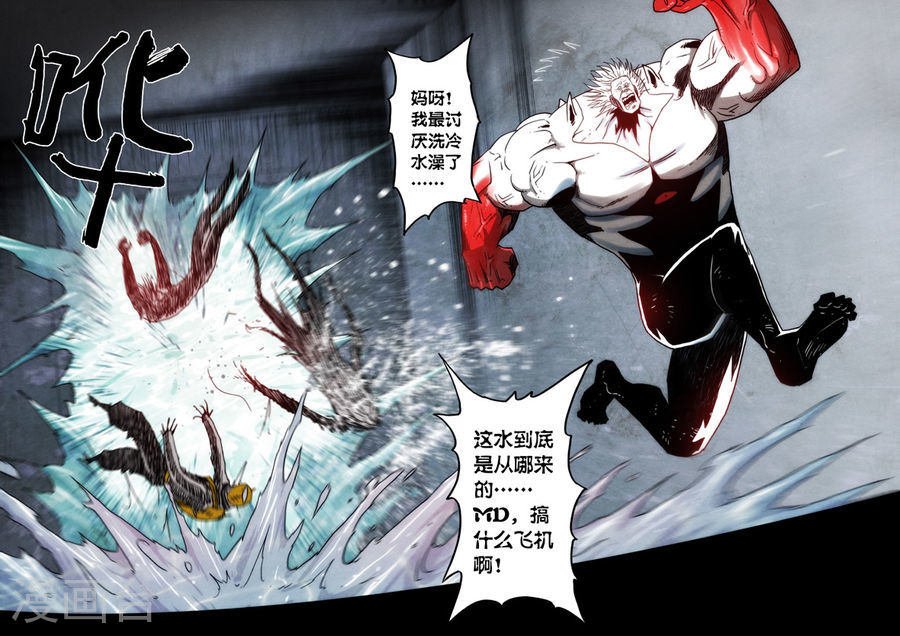 哗
妈呀！
我最讨
厌洗冷
水澡了
……
这水到底
是从哪来
的……
MD，搞
什么飞机
啊！
漫画台